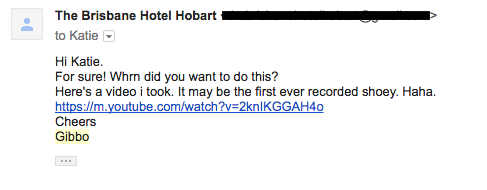 The Brisbane Hotel Hobart < @ >
to Katie
Hi Katie.
For sure! Whrn did you want to do this?
Here's a video i took. It may be the first ever recorded shoey. Haha.
https://m.youtube.com/watch?v=2knIKGGAH4o
Cheers
Gibbo